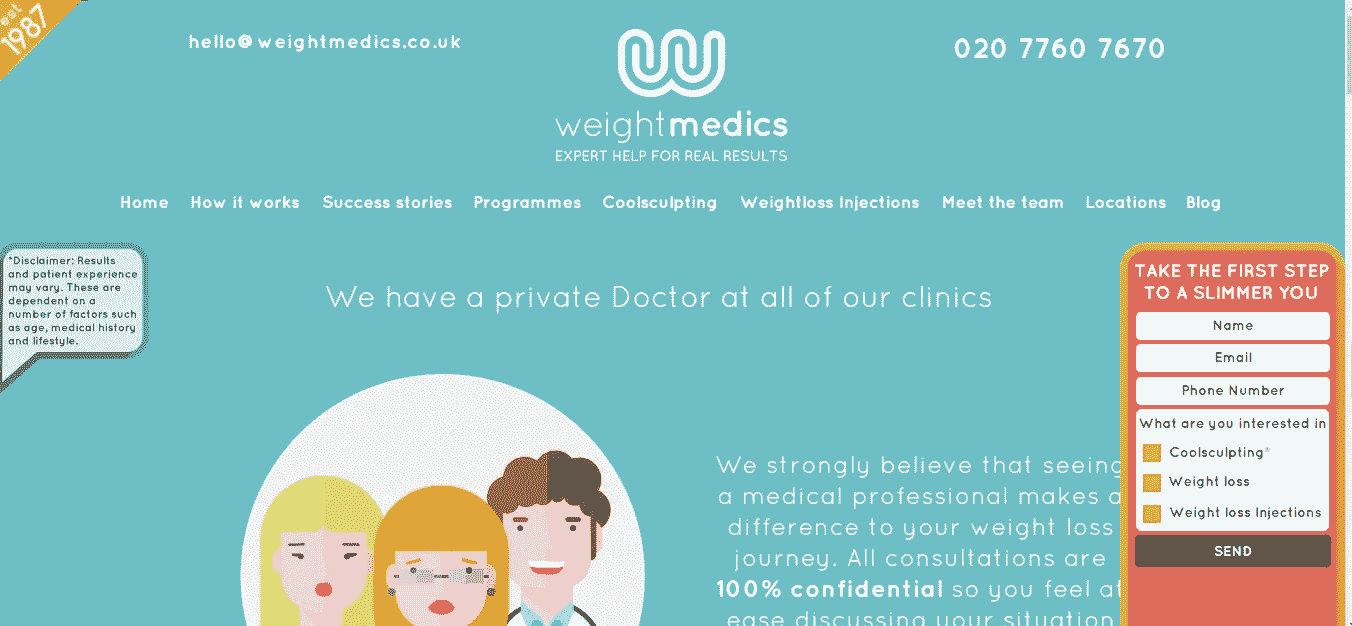 est
1987
hello@weightmedics.co.uk
020 7760 7670
weightmedics
EXPERT HELP FOR REAL RESULTS
Home How it works Success stories Programmes Coolsculpting Weightloss Injections Meet the team Locations Blog
*Disclaimer: Results
and patient experience
may vary. These are
dependent on a
number of factors such
as age, medical history
and lifestyle.
We have a private Doctor at all of our clinics
We strongly believe that seeing
a medical professional makes a
difference to your weight loss
journey. All consultations are
100% confidential so you feel at
ease discussing your situation
TAKE THE FIRST STEP
TO A SLIMMER YOU
Name
Email
Phone Number
What are you interested in
Coolsculpting®
Weight loss
Weight loss Injections
SEND